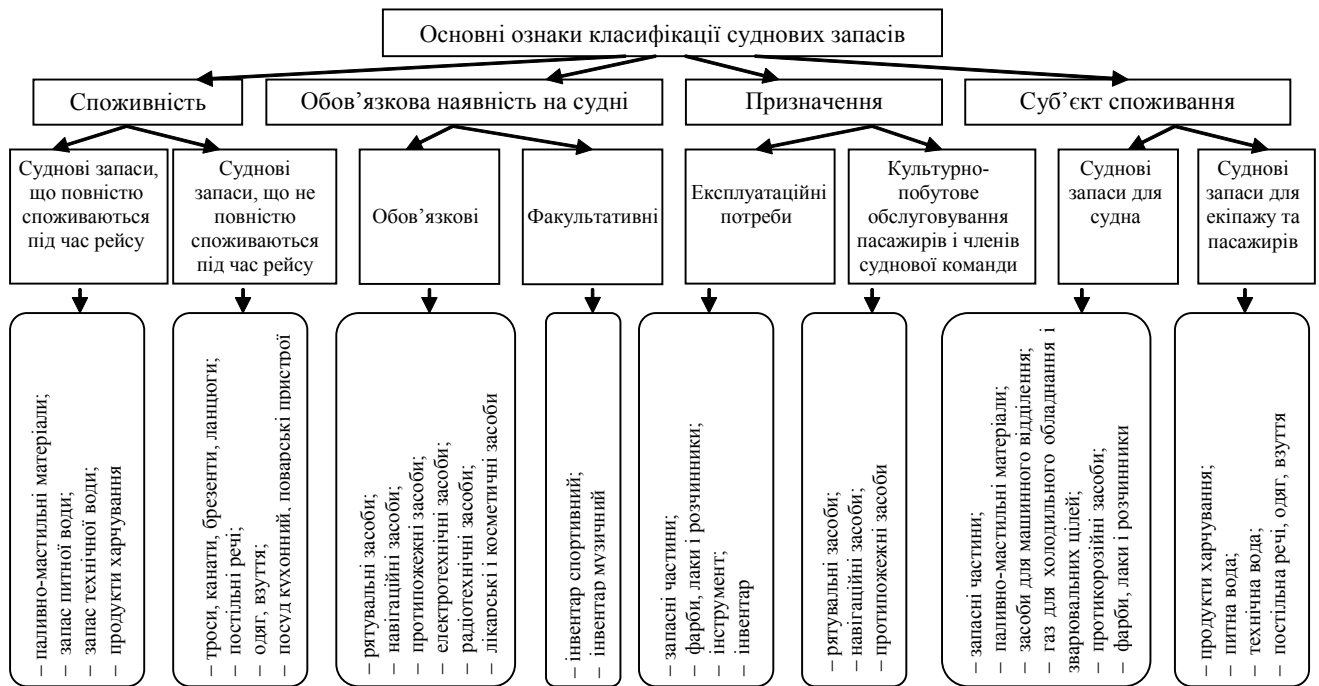 Основні ознаки класифікації суднових запасів
Споживність
Обов’язкова наявність на судні
Призначення
Суб’єкт споживання
Суднові запаси,
що повністю
споживаються
під час рейсу
Суднові
запаси, що не
повністю
споживаються
під час рейсу
Обов’язкові
Факультативні
Експлуатаційні
потреби
Культурно-
побутове
обслуговування
пасажирів і членів
суднової команди
Суднові
запаси для
судна
Суднові
запаси для
екіпажу та
пасажирів
– паливно-мастильні матеріали;
– запас питної води;
– запас технічної води;
– продукти харчування
– троси, канати, брезенти, ланцюги;
– постільні речі;
– одяг, взуття;
– посуд кухонний, поварські пристрої
– рятувальні засоби;
– навігаційні засоби;
– протипожежні засоби;
– електротехнічні засоби;
– радіотехнічні засоби;
– лікарські і косметичні засоби
– інвентар спортивний;
– інвентар музичний
– запасні частини;
– фарби, лаки і розчинники;
– інструмент;
– інвентар
– рятувальні засоби;
– навігаційні засоби;
– протипожежні засоби
– запасні частини;
– паливно-мастильні матеріали;
– засоби для машинного відділення;
– газ для холодильного обладнання і
зварювальних цілей;
– протикорозійні засоби;
– фарби, лаки і розчинники
– продукти харчування;
– питна вода;
– технічна вода;
– постільна речі, одяг, взуття